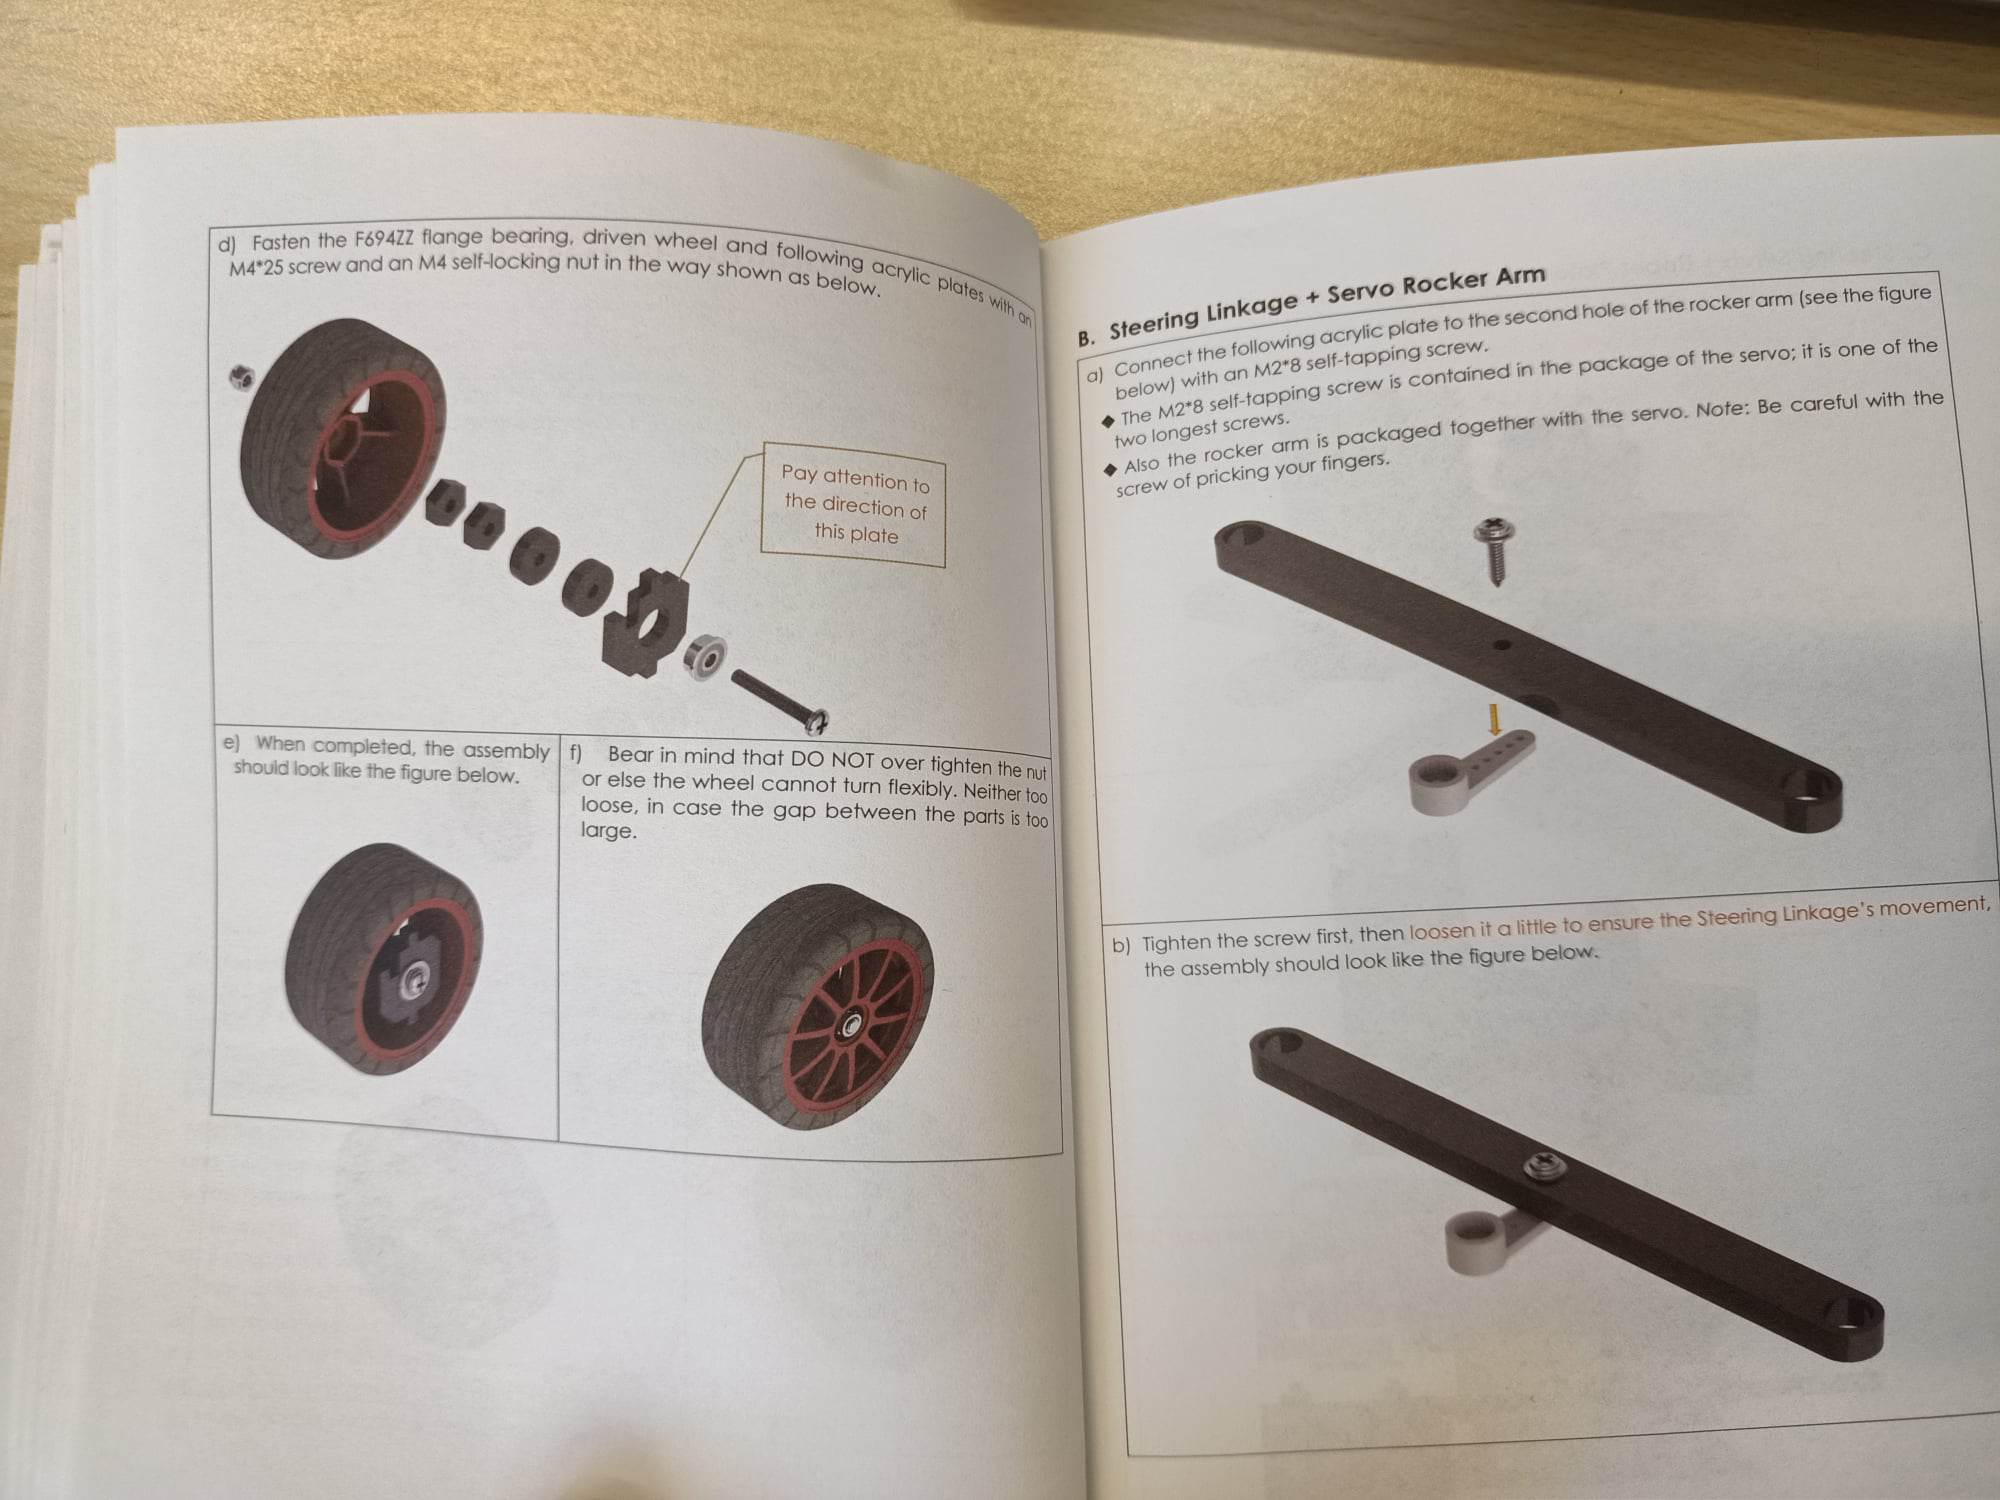 d) Fasten the F694ZZ flange bearing, driven wheel and following acrylic plates with an
M4*25 screw and an M4 self-locking nut in the way shown as below.
Pay attention to
the direction of
this plate
e) When completed, the assembly
should look like the figure below.
f) Bear in mind that DO NOT over tighten the nut
or else the wheel cannot turn flexibly. Neither too
loose, in case the gap between the parts is too
large.
B. Steering Linkage + Servo Rocker Arm
a) Connect the following acrylic plate to the second hole of the rocker arm (see the figure
below) with an M2*8 self-tapping screw.
◆ The M2*8 self-tapping screw is contained in the package of the servo; it is one of the
two longest screws.
◆ Also the rocker arm is packaged together with the servo. Note: Be careful with the
screw of pricking your fingers.
b) Tighten the screw first, then loosen it a little to ensure the Steering Linkage's movement,
the assembly should look like the figure below.